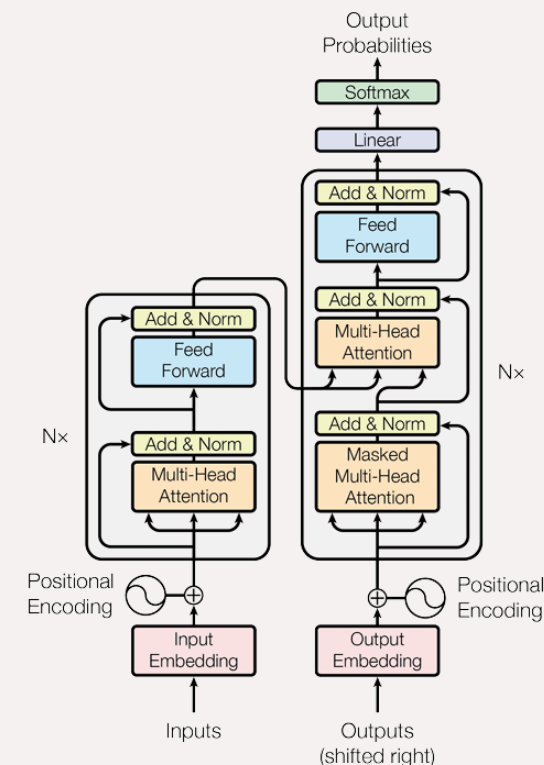 Output
Probabilities
Softmax
Linear
Add & Norm
Feed
Forward
Add & Norm
Multi-Head
Attention
Add & Norm
Masked
Multi-Head
Attention
Nx
Positional
Encoding
Output
Embedding
Outputs
(shifted right)
Add & Norm
Feed
Forward
Add & Norm
Multi-Head
Attention
Nx
Positional
Encoding
Input
Embedding
Inputs